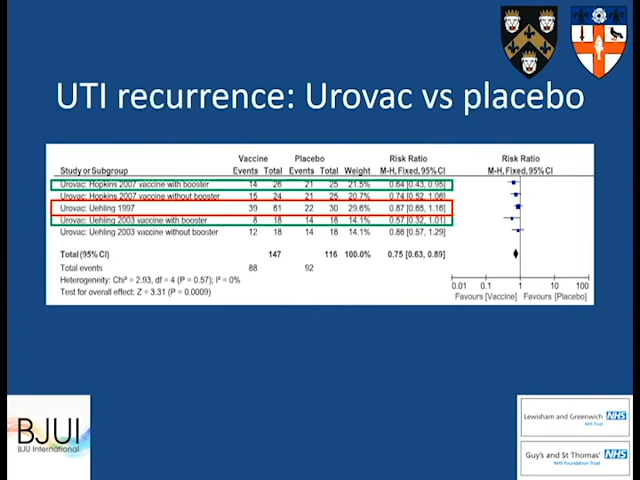 UTI recurrence: Urovac vs placebo
Vaccine Placebo Risk Ratio Risk Ratio
Study or Subgroup Events Total Events Total Weight M-H, Fixed, 95% CI M-H, Fixed, 95% CI
Urovac: Hopkins 2007 vaccine with booster 14 26 21 25 21.5% 0.64 [0.43, 0.95]
Urovac: Hopkins 2007 vaccine without booster 15 24 21 25 20.7% 0.74 [0.52, 1.06]
Urovac: Uehling 1997 39 61 22 30 29.6% 0.87 [0.65, 1.16]
Urovac: Uehling 2003 vaccine with booster 8 18 14 18 14.1% 0.57 [0.32, 1.01]
Urovac: Uehling 2003 vaccine without booster 12 18 14 18 14.1% 0.86 [0.57, 1.29]
Total (95% CI) 147 116 100.0% 0.75 [0.63, 0.89]
Total events 88 92
Heterogeneity: Chi² = 2.93, df = 4 (P = 0.57); I² = 0%
Test for overall effect: Z = 3.31 (P = 0.0009)
0.01 0.1 1 10 100
Favours [Vaccine] Favours [Placebo]
BJUI
BJU International
Lewisham and Greenwich NHS
NHS Trust
Guy's and St Thomas' NHS
NHS Foundation Trust